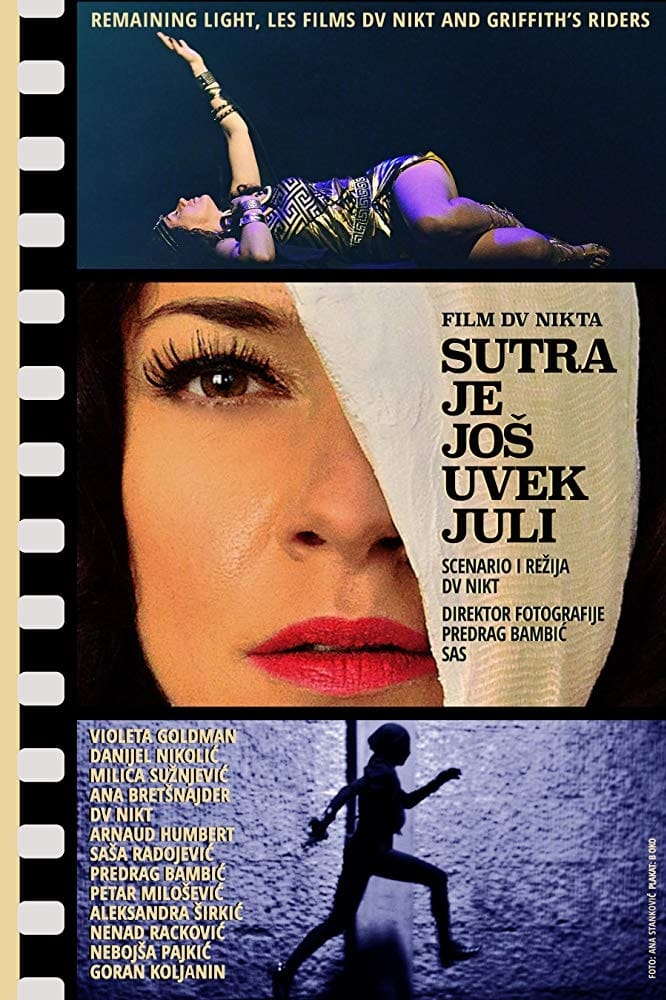 REMAINING LIGHT, LES FILMS DV NIKT AND GRIFFITH'S RIDERS
FILM DV NIKTA
SUTRA
JE
JOŠ
UVEK
JULI
SCENARIO I REŽIJA
DV NIKT
DIREKTOR FOTOGRAFIJE
PREDRAG BAMBIĆ
SAS
VIOLETA GOLDMAN
DANIJEL NIKOLIĆ
MILICA SUŽNJEVIĆ
ANA BRETŠNAJDER
DV NIKT
ARNAUD HUMBERT
SAŠA RADOJEVIĆ
PREDRAG BAMBIĆ
PETAR MILOŠEVIĆ
ALEKSANDRA ŠIRKIĆ
NENAD RACKOVIĆ
NEBOJŠA PAJKIĆ
GORAN KOLJANIN
FOTO: ANA STANKOVIĆ PLAKAT: B OKO